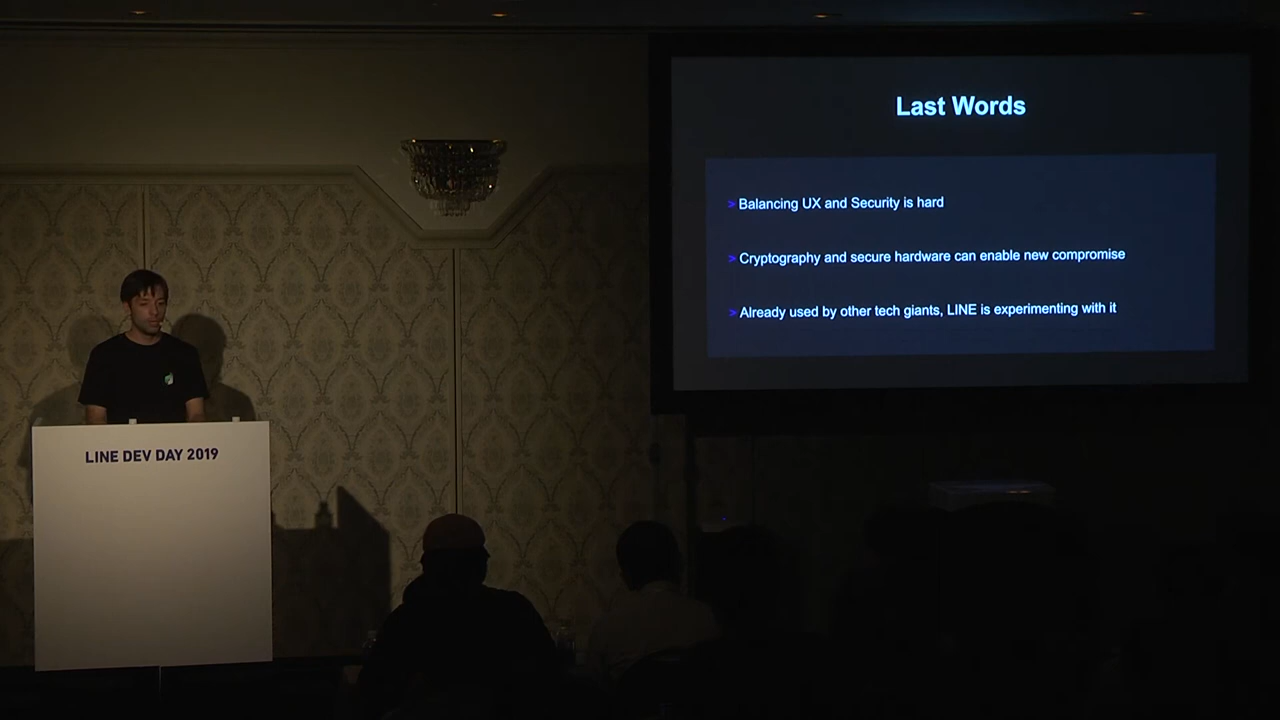 Last Words
> Balancing UX and Security is hard
> Cryptography and secure hardware can enable new compromise
> Already used by other tech giants, LINE is experimenting with it
LINE DEV DAY 2019